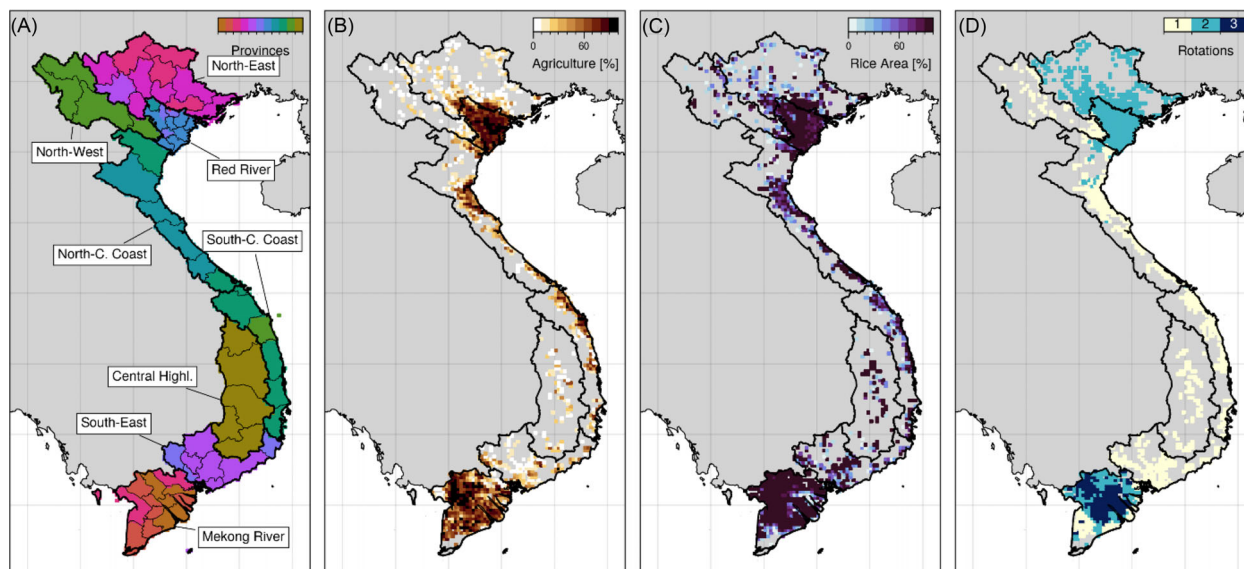 (A)
Provinces
North-East
North-West
Red River
South-C. Coast
North-C. Coast
Central Highl.
South-East
Mekong River
(B)
0 60
Agriculture [%]
(C)
0 60
Rice Area [%]
(D)
1 2 3
Rotations